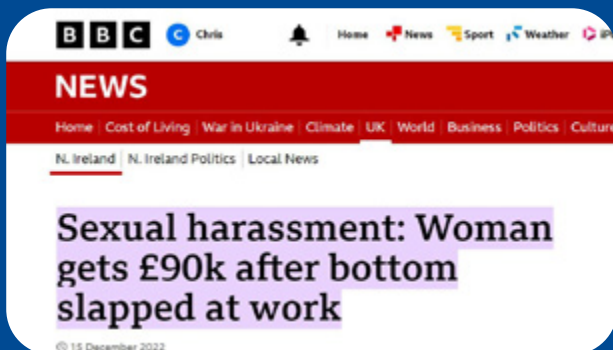 BBC C Chris Home News Sport Weather iP
NEWS
Home Cost of Living War in Ukraine Climate UK World Business Politics Culture
N. Ireland N. Ireland Politics Local News
Sexual harassment: Woman
gets £90k after bottom
slapped at work
15 December 2022